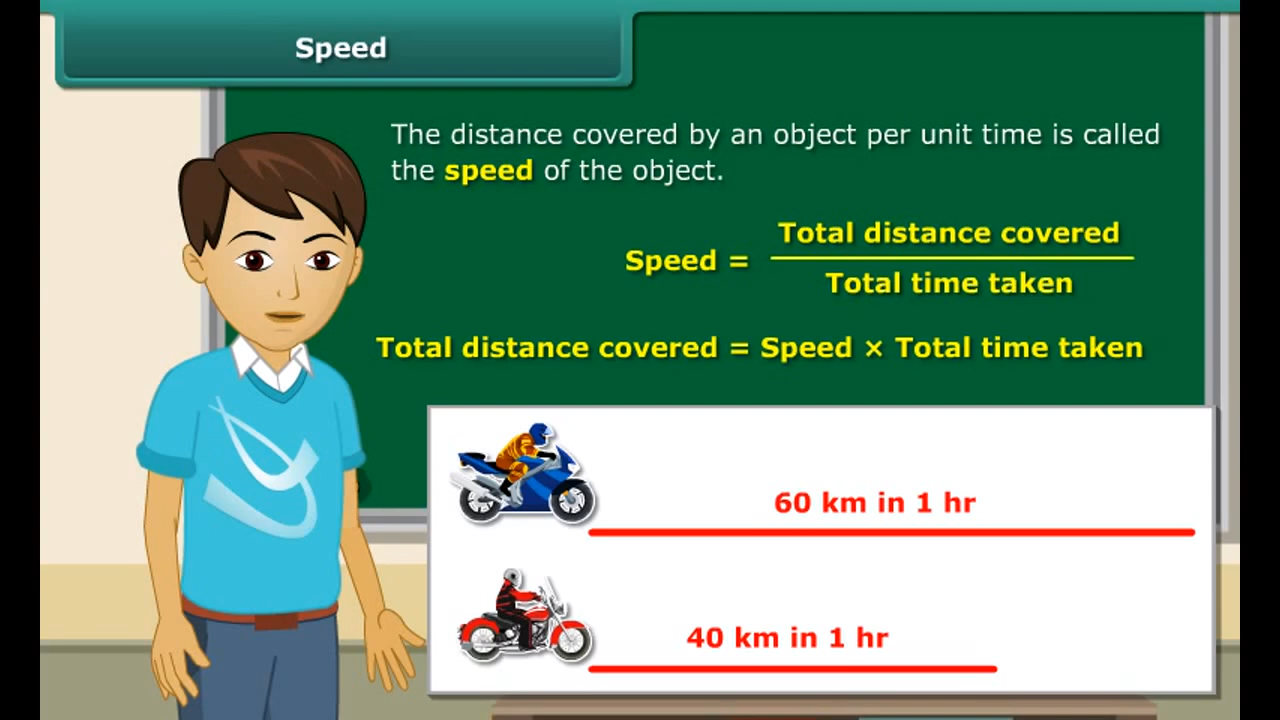 Speed
The distance covered by an object per unit time is called
the speed of the object.
Total distance covered
Speed =
Total time taken
Total distance covered = Speed × Total time taken
60 km in 1 hr
40 km in 1 hr